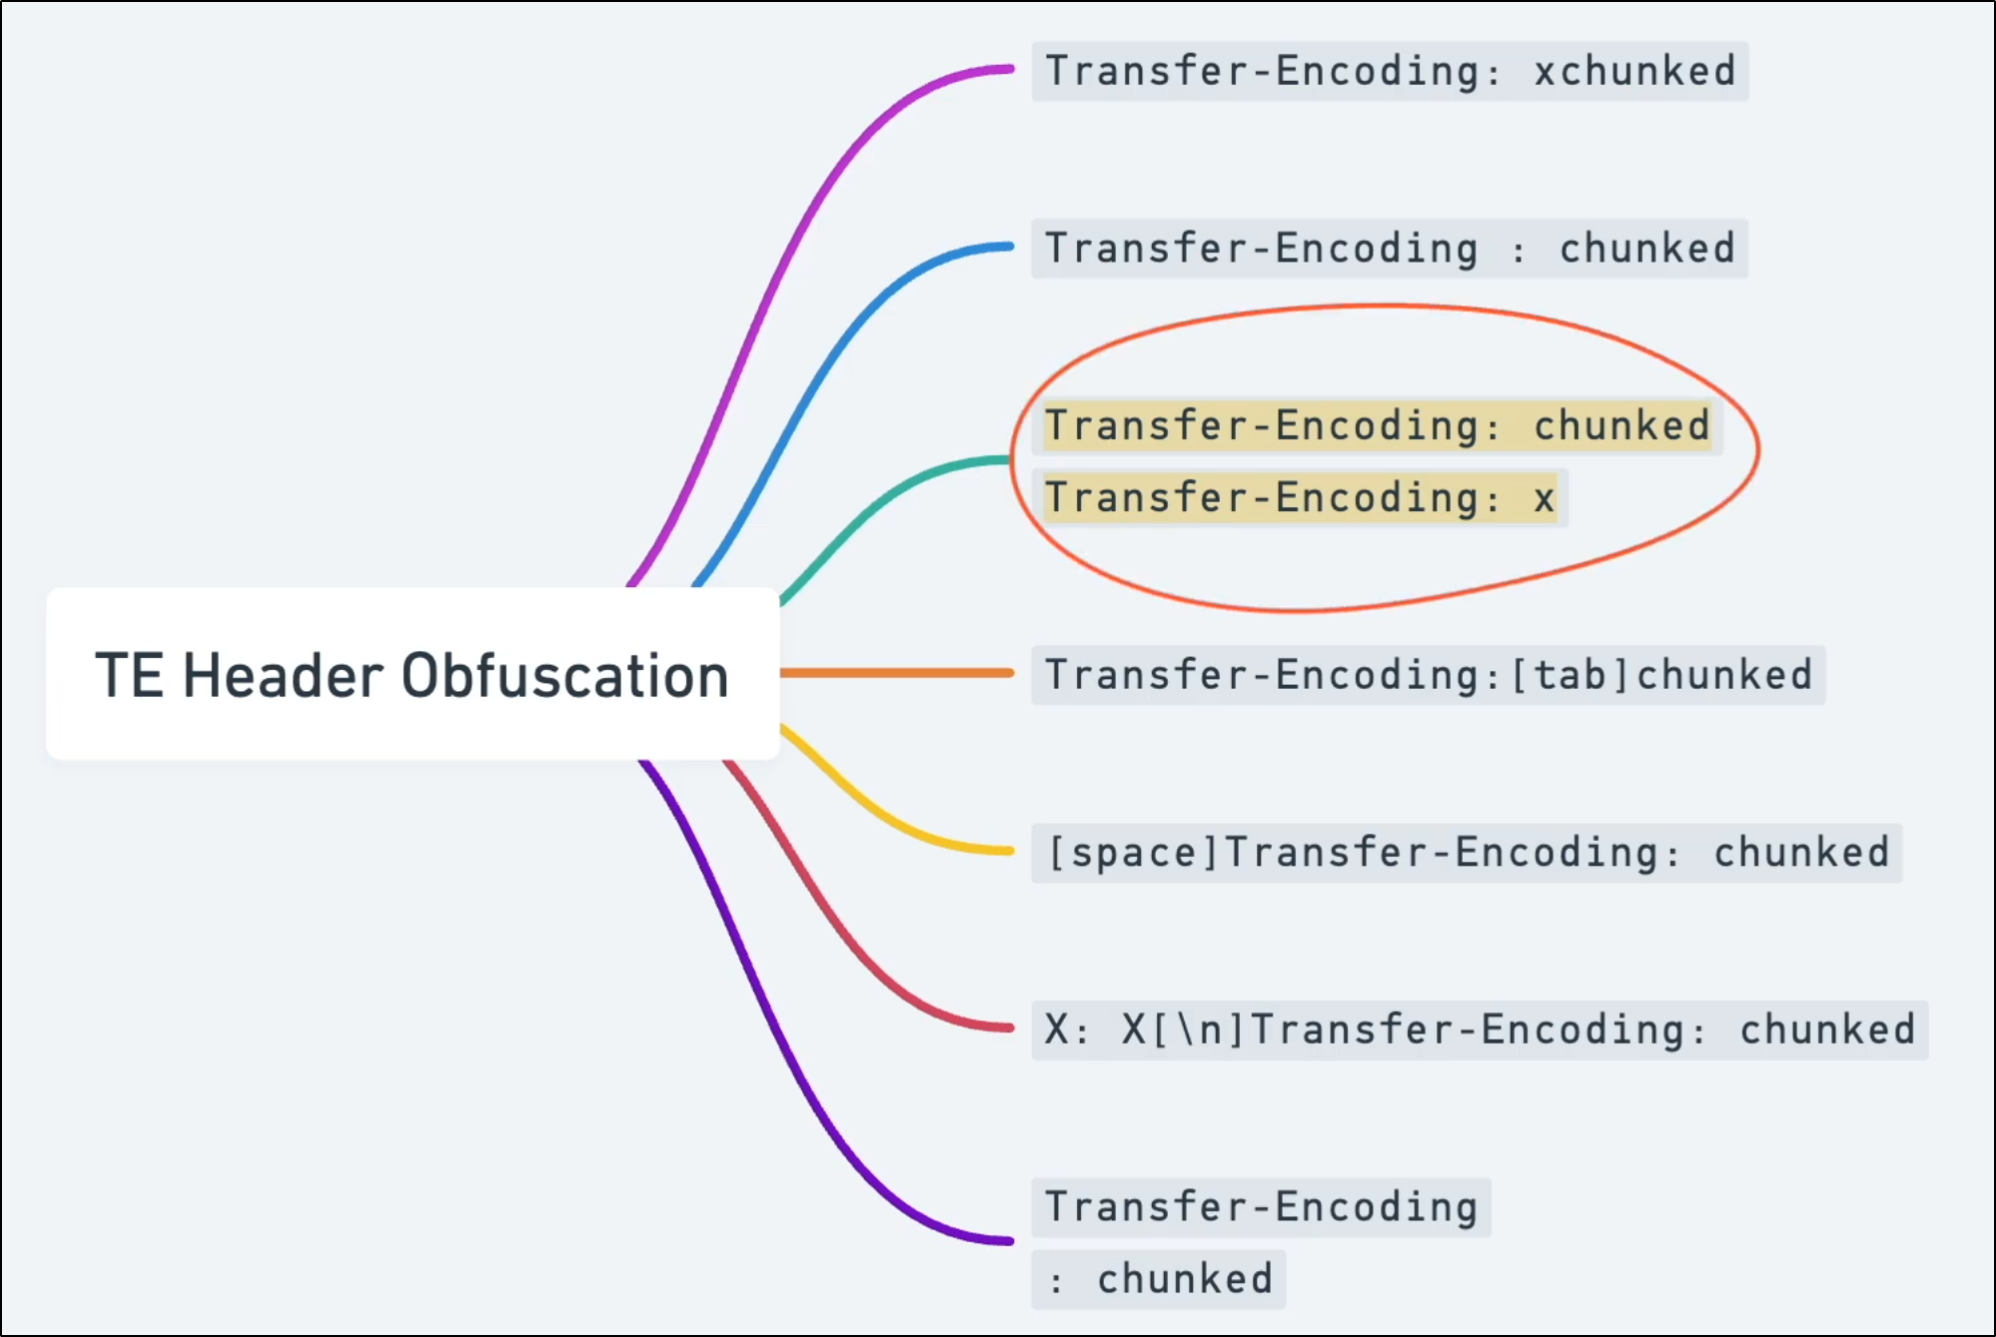 Transfer-Encoding: xchunked
Transfer-Encoding : chunked
Transfer-Encoding: chunked
Transfer-Encoding: x
TE Header Obfuscation
Transfer-Encoding:[tab]chunked
[space]Transfer-Encoding: chunked
X: X[\n]Transfer-Encoding: chunked
Transfer-Encoding
: chunked